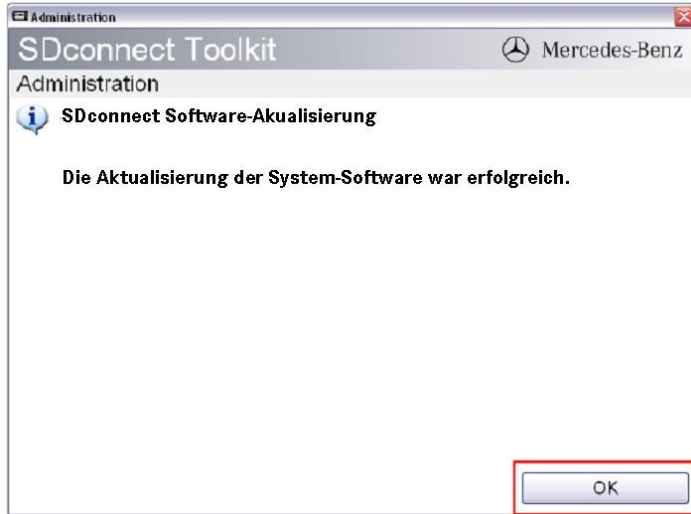 Administration
SDconnect Toolkit
Mercedes-Benz
Administration
SDconnect Software-Akualisierung
Die Aktualisierung der System-Software war erfolgreich.
OK